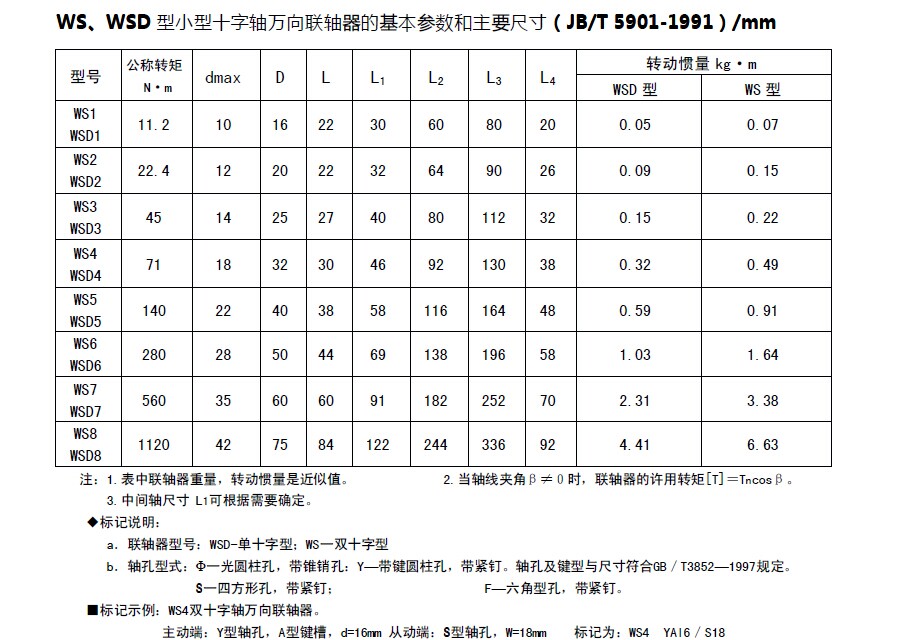 WS、WSD 型小型十字轴万向联轴器的基本参数和主要尺寸（JB/T 5901-1991）/mm
型号 公称转矩 N·m dmax D L L1 L2 L3 L4 转动惯量 kg·m
WSD 型 WS 型
WS1 WSD1 11.2 10 16 22 30 60 80 20 0.05 0.07
WS2 WSD2 22.4 12 20 22 32 64 90 26 0.09 0.15
WS3 WSD3 45 14 25 27 40 80 112 32 0.15 0.22
WS4 WSD4 71 18 32 30 46 92 130 38 0.32 0.49
WS5 WSD5 140 22 40 38 58 116 164 48 0.59 0.91
WS6 WSD6 280 28 50 44 69 138 196 58 1.03 1.64
WS7 WSD7 560 35 60 60 91 182 252 70 2.31 3.38
WS8 WSD8 1120 42 75 84 122 244 336 92 4.41 6.63
注：1.表中联轴器重量，转动惯量是近似值。 2.当轴线夹角β≠0时，联轴器的许用转矩[T]＝Tncosβ。
3.中间轴尺寸 L1可根据需要确定。
◆标记说明：
a．联轴器型号：WSD-单十字型；WS—双十字型
b．轴孔型式：Φ—光圆柱孔，带锥销孔：Y—带键圆柱孔，带紧钉。轴孔及键型与尺寸符合GB／T3852—1997规定。
S—四方形孔，带紧钉； F—六角型孔，带紧钉。
■标记示例：WS4双十字轴万向联轴器。
主动端：Y型轴孔，A型键槽，d=16mm 从动端：S型轴孔，W=18mm 标记为：WS4 YAl6／S18